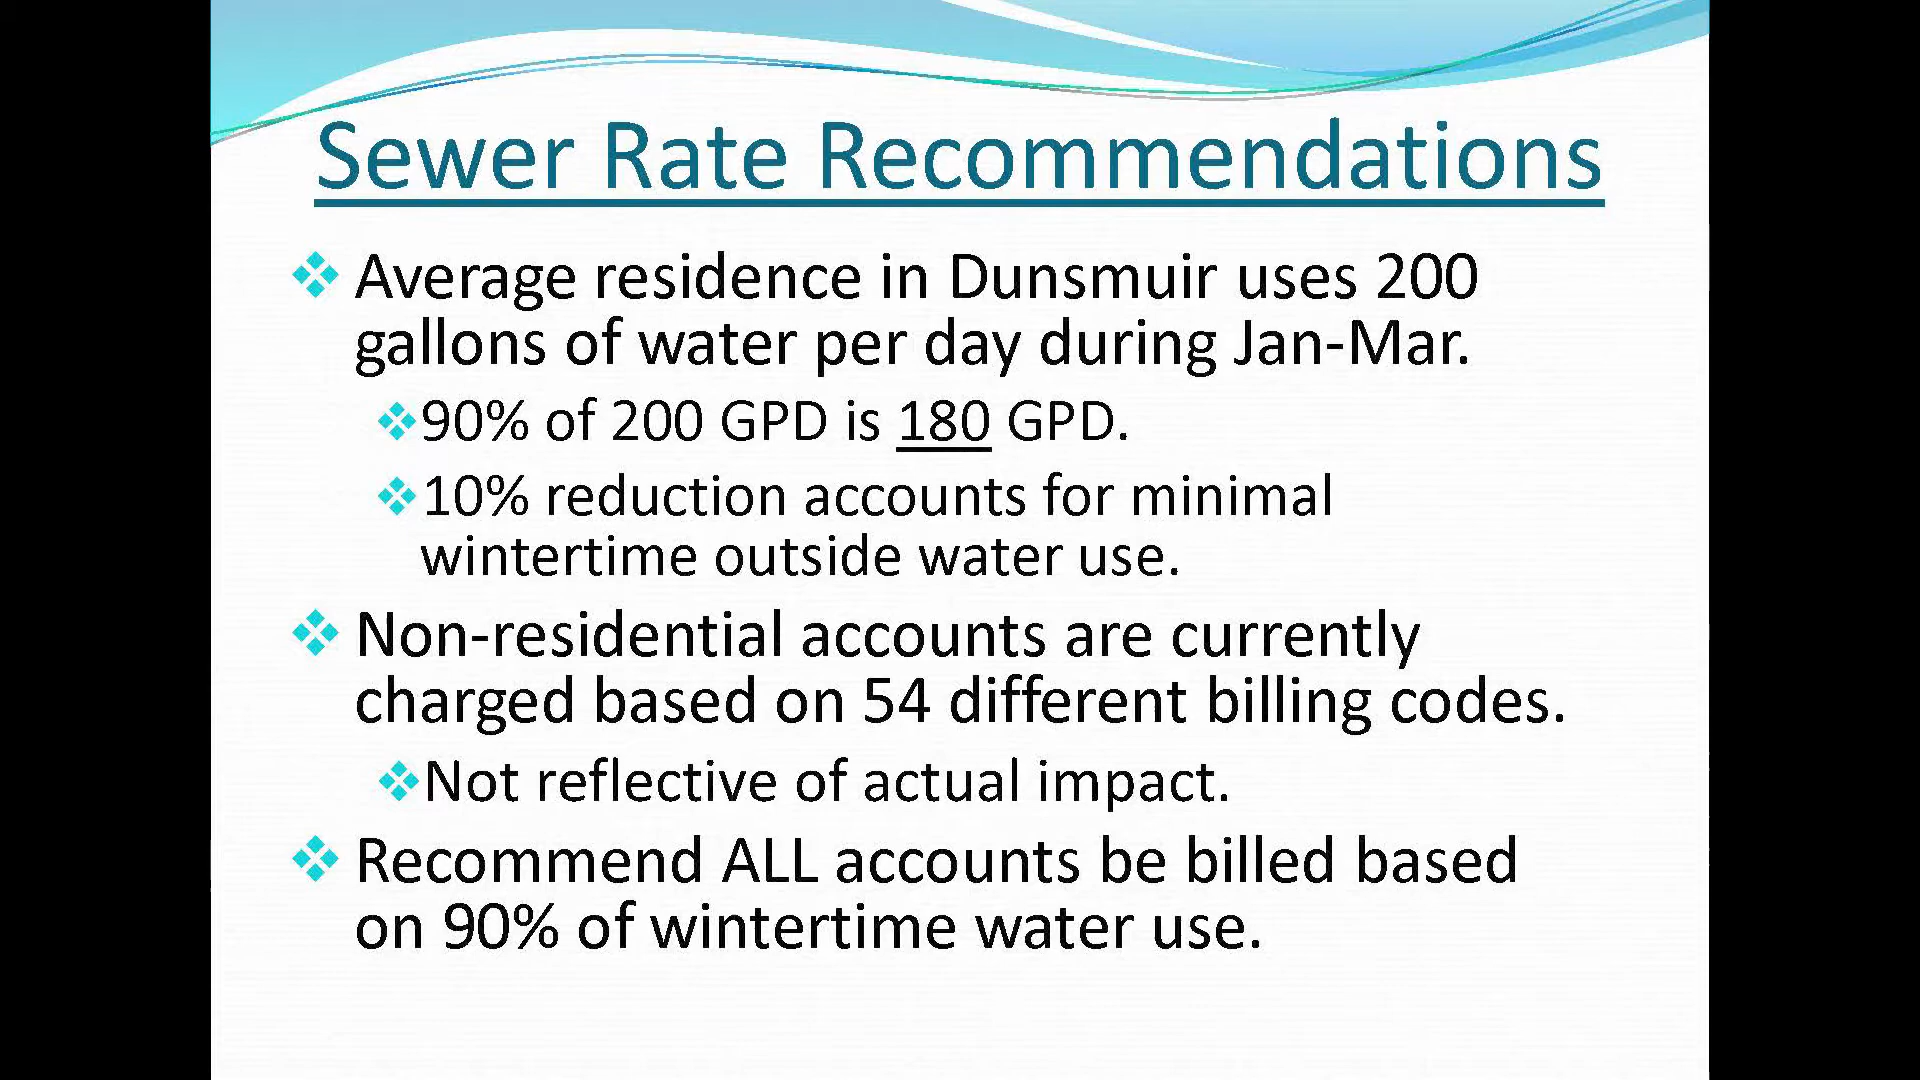 Sewer Rate Recommendations
Average residence in Dunsmuir uses 200
gallons of water per day during Jan-Mar.
90% of 200 GPD is 180 GPD.
10% reduction accounts for minimal
wintertime outside water use.
Non-residential accounts are currently
charged based on 54 different billing codes.
Not reflective of actual impact.
Recommend ALL accounts be billed based
on 90% of wintertime water use.